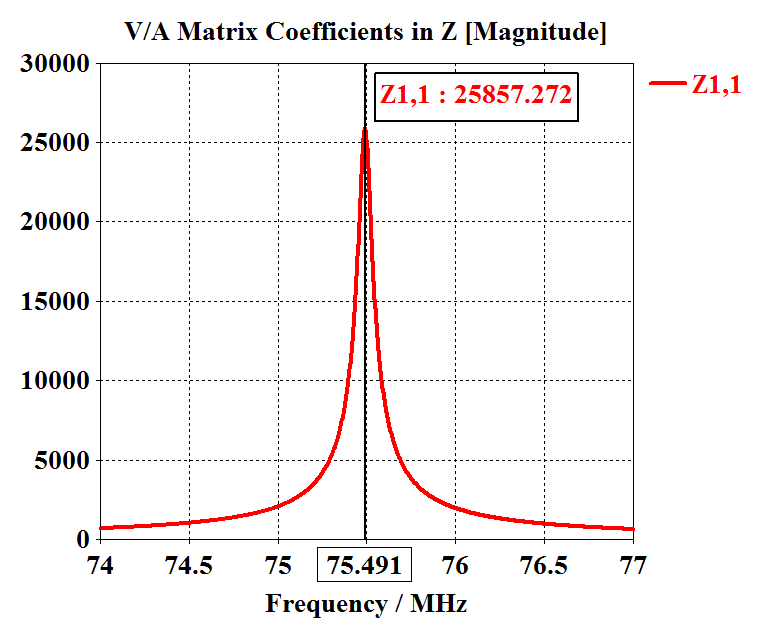 V/A Matrix Coefficients in Z [Magnitude]
30000
Z1,1 : 25857.272
Z1,1
25000
20000
15000
10000
5000
0
74 74.5 75 75.491 76 76.5 77
Frequency / MHz